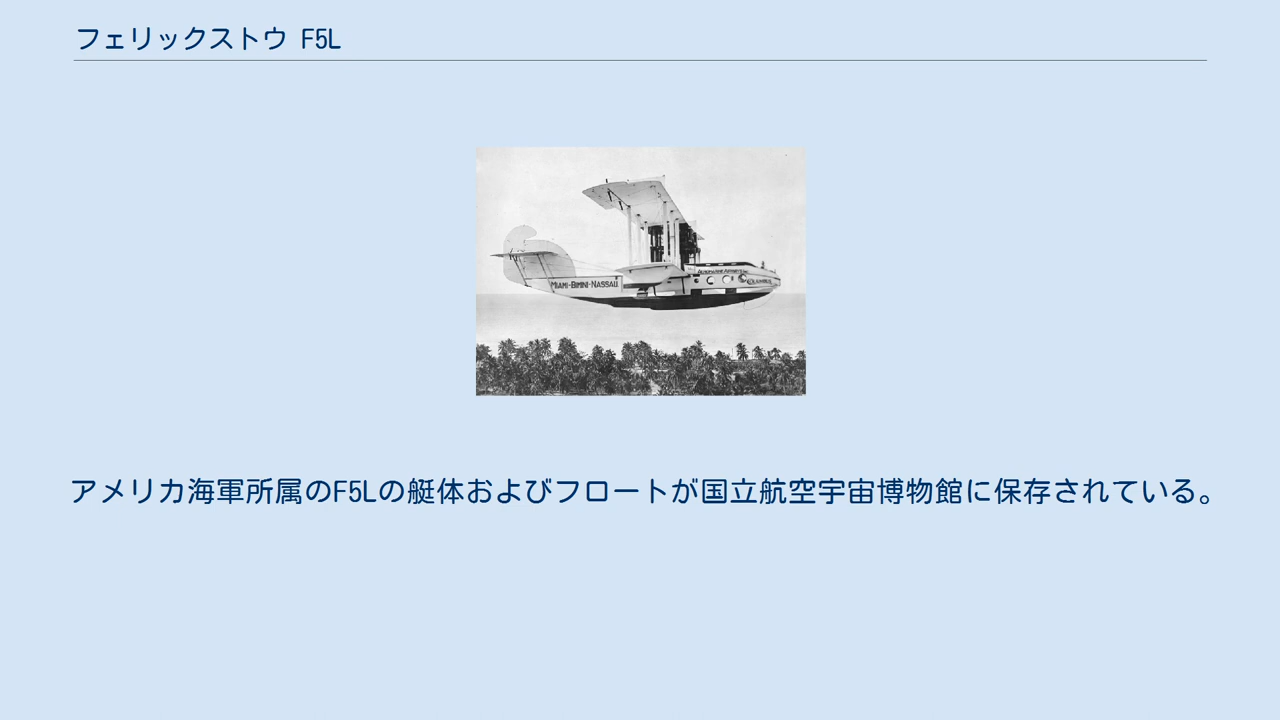 フェリックストウ F5L
MIAMI-BIMINI-NASSAU
アメリカ海軍所属のF5Lの艇体およびフロートが国立航空宇宙博物館に保存されている。